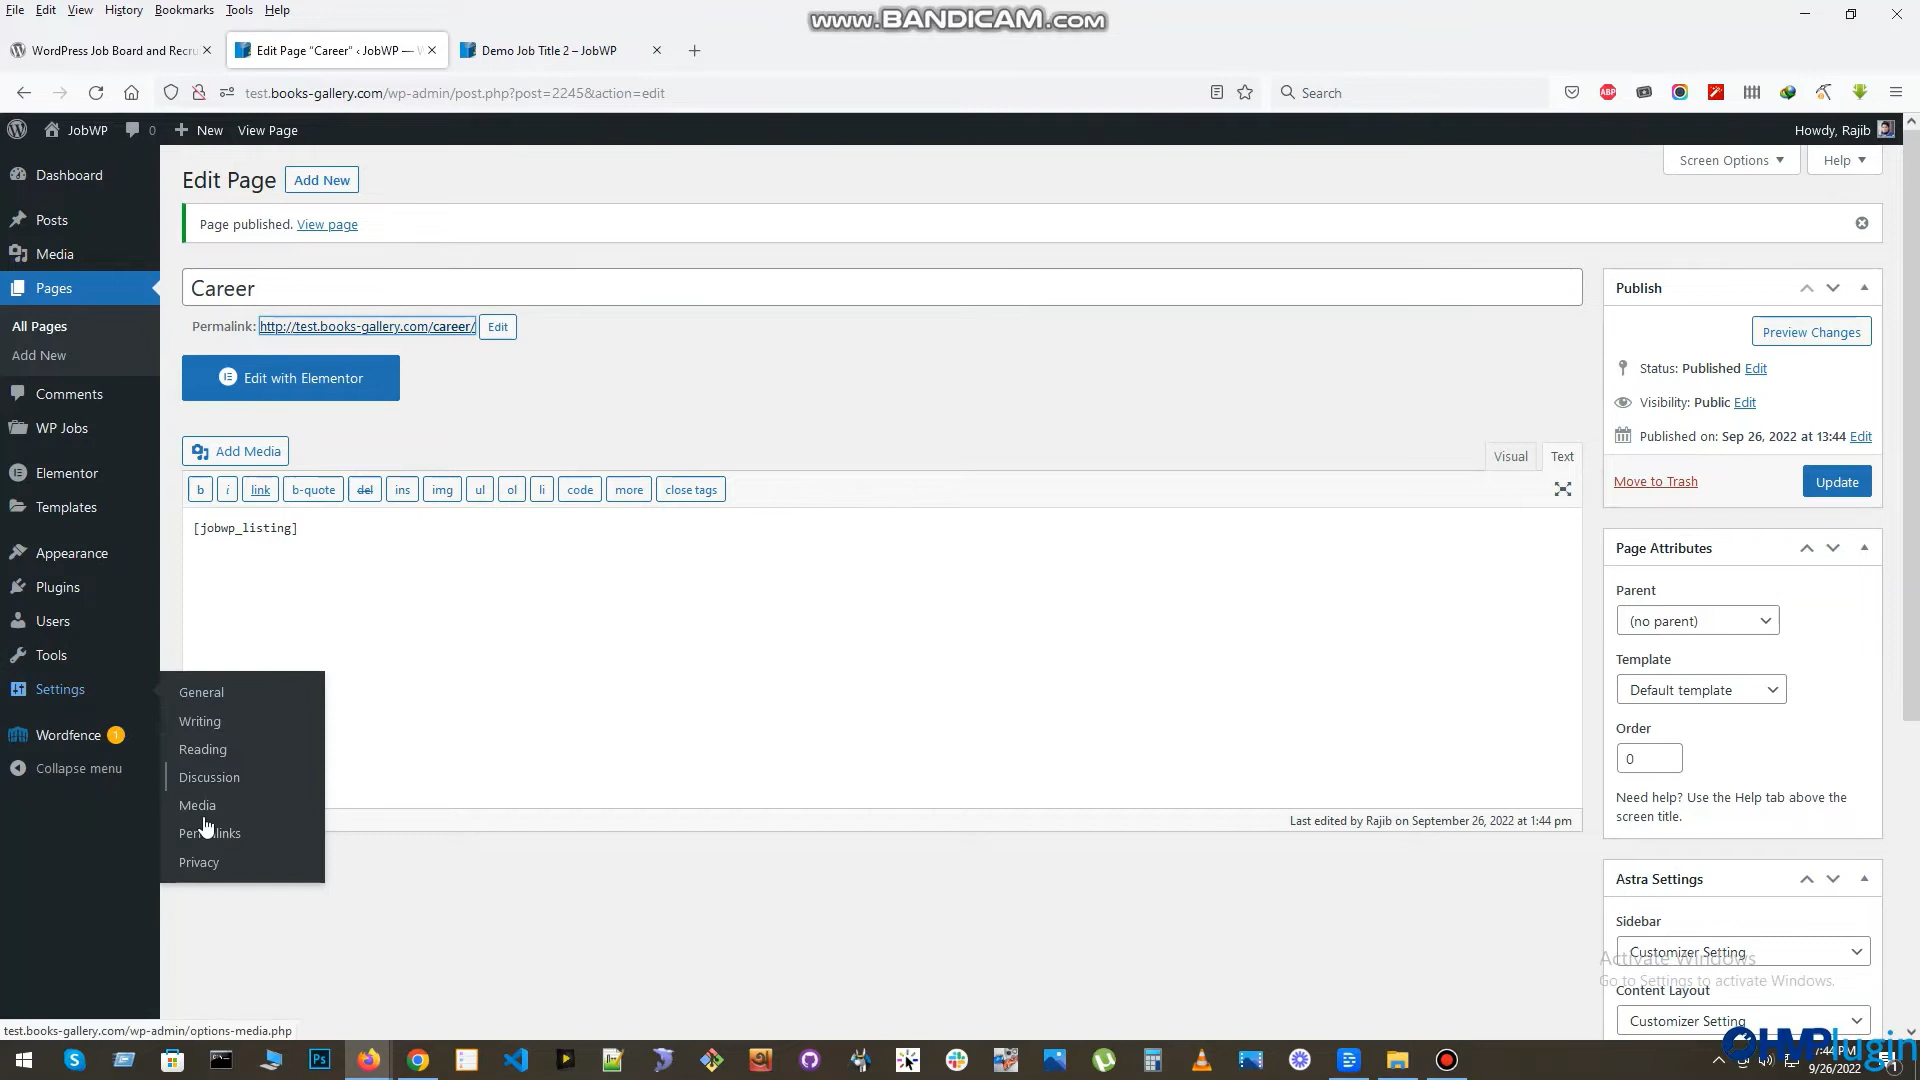 File Edit View History Bookmarks Tools Help
www.BANDICAM.com
WordPress Job Board and Recru
Edit Page “Career” ‹ JobWP —
Demo Job Title 2 – JobWP
test.books-gallery.com/wp-admin/post.php?post=2245&action=edit
Search
ABP
JobWP 0 New View Page
Howdy, Rajib
Screen Options
Help
Dashboard
Posts
Media
Pages
All Pages
Add New
Comments
WP Jobs
Elementor
Templates
Appearance
Plugins
Users
Tools
Settings
Wordfence 1
Collapse menu
General
Writing
Reading
Discussion
Media
Permalinks
Privacy
Edit Page Add New
Page published. View page
Career
Permalink: http://test.books-gallery.com/career/ Edit
Edit with Elementor
Add Media
Visual Text
b i link b-quote del ins img ul ol li code more close tags
[jobwp_listing]
Last edited by Rajib on September 26, 2022 at 1:44 pm
Publish
Preview Changes
Status: Published Edit
Visibility: Public Edit
Published on: Sep 26, 2022 at 13:44 Edit
Move to Trash
Update
Page Attributes
Parent
(no parent)
Template
Default template
Order
0
Need help? Use the Help tab above the
screen title.
Astra Settings
Sidebar
Customizer Setting
Activate Windows
Go to Settings to activate Windows.
Content Layout
Customizer Setting
test.books-gallery.com/wp-admin/options-media.php
Ps
HMPlugin
7:44 PM
9/26/2022
1